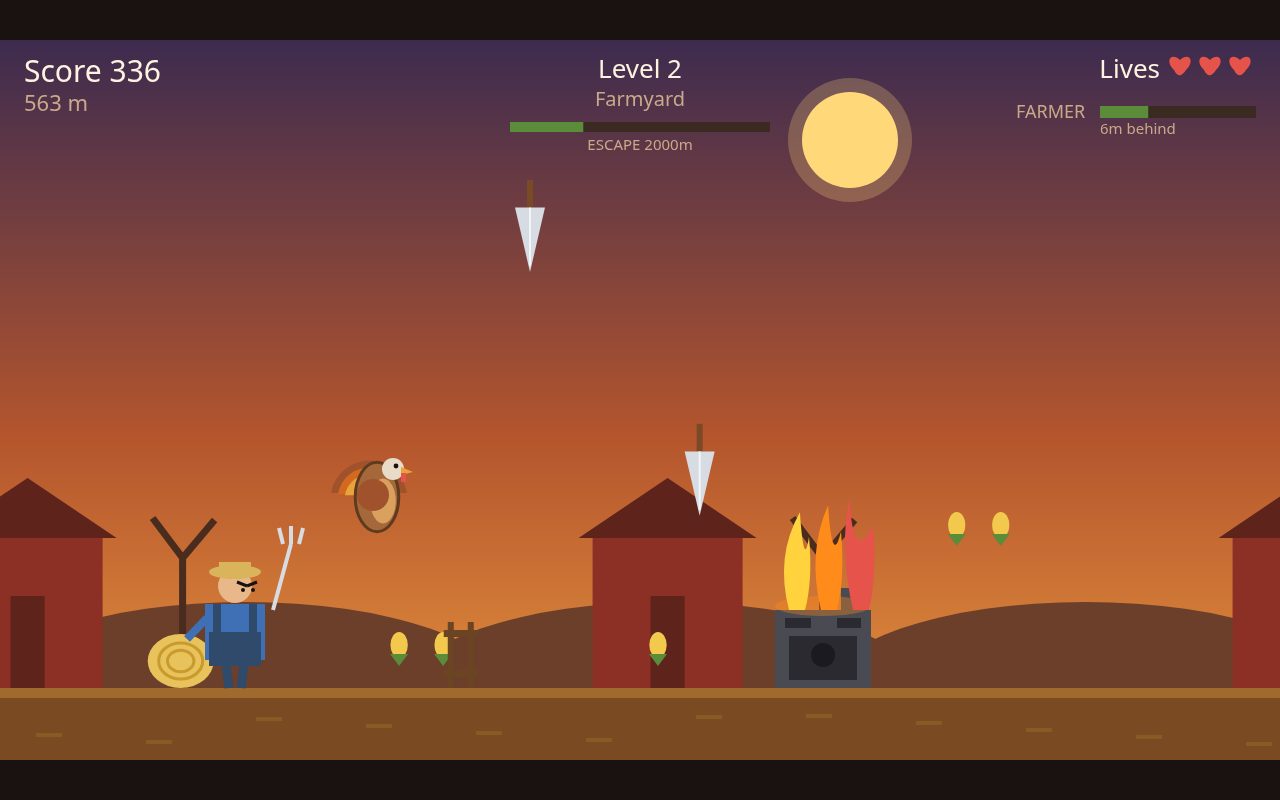 Score 336
563 m
Level 2
Farmyard
ESCAPE 2000m
Lives
FARMER
6m behind